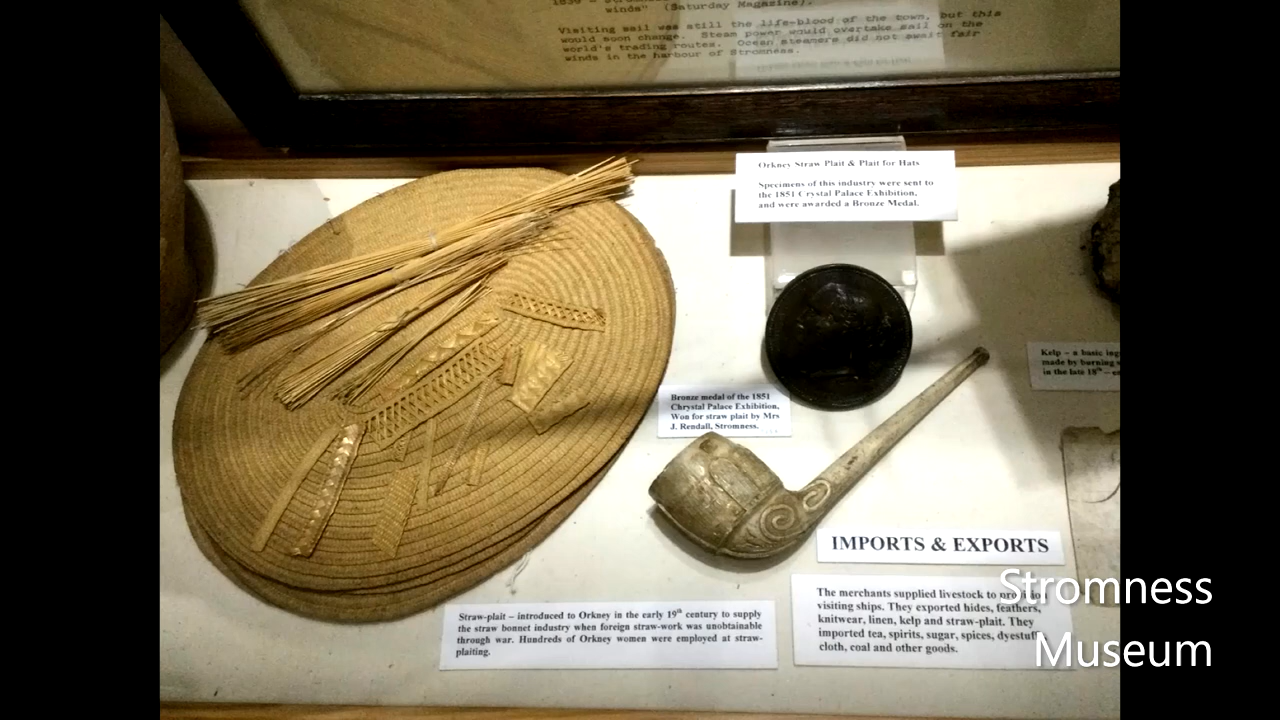 winds" (Saturday Magazine).
Visiting sail was still the life-blood of the town, but this
would soon change. Steam power would overtake sail on the
world's trading routes. Ocean steamers did not await fair
winds in the harbour of Stromness.
Orkney Straw Plait & Plait for Hats
Specimens of this industry were sent to
the 1851 Crystal Palace Exhibition,
and were awarded a Bronze Medal.
Kelp – a basic
made by burning
in the late 18th –
Bronze medal of the 1851
Chrystal Palace Exhibition,
Won for straw plait by Mrs
J. Rendall, Stromness.
IMPORTS & EXPORTS
The merchants supplied livestock to
visiting ships. They exported hides, feathers,
knitwear, linen, kelp and straw-plait. They
imported tea, spirits, sugar, spices,
cloth, coal and other goods.
Straw-plait – introduced to Orkney in the early 19th century to supply
the straw bonnet industry when foreign straw-work was unobtainable
through war. Hundreds of Orkney women were employed at straw-
plaiting.
Stromness
Museum